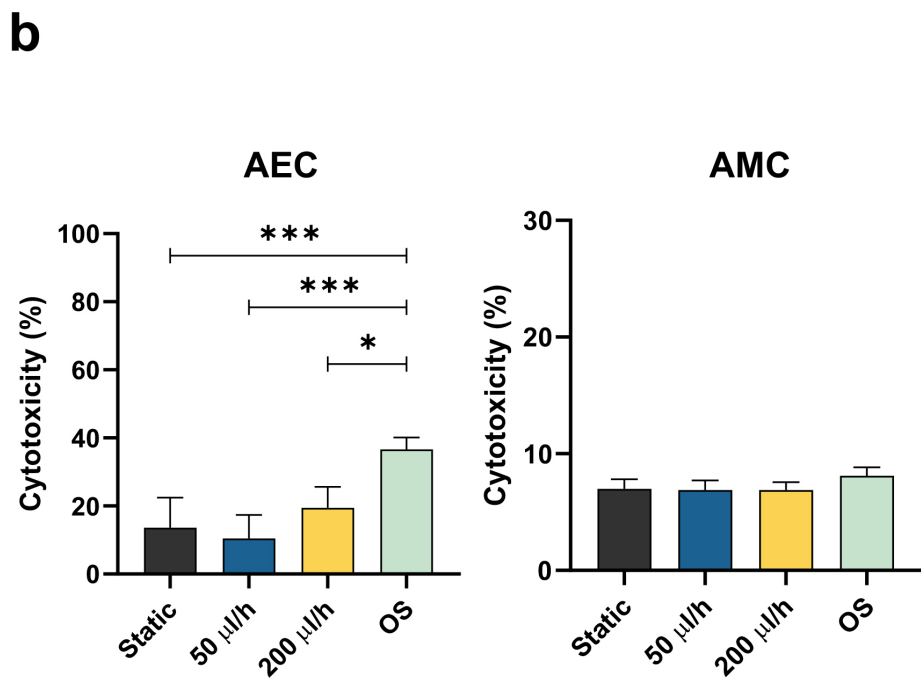 b
AEC
Cytotoxicity (%)
100
80
60
40
20
0
***
***
*
Static
50 µl/h
200 µl/h
OS
AMC
Cytotoxicity (%)
30
20
10
0
Static
50 µl/h
200 µl/h
OS